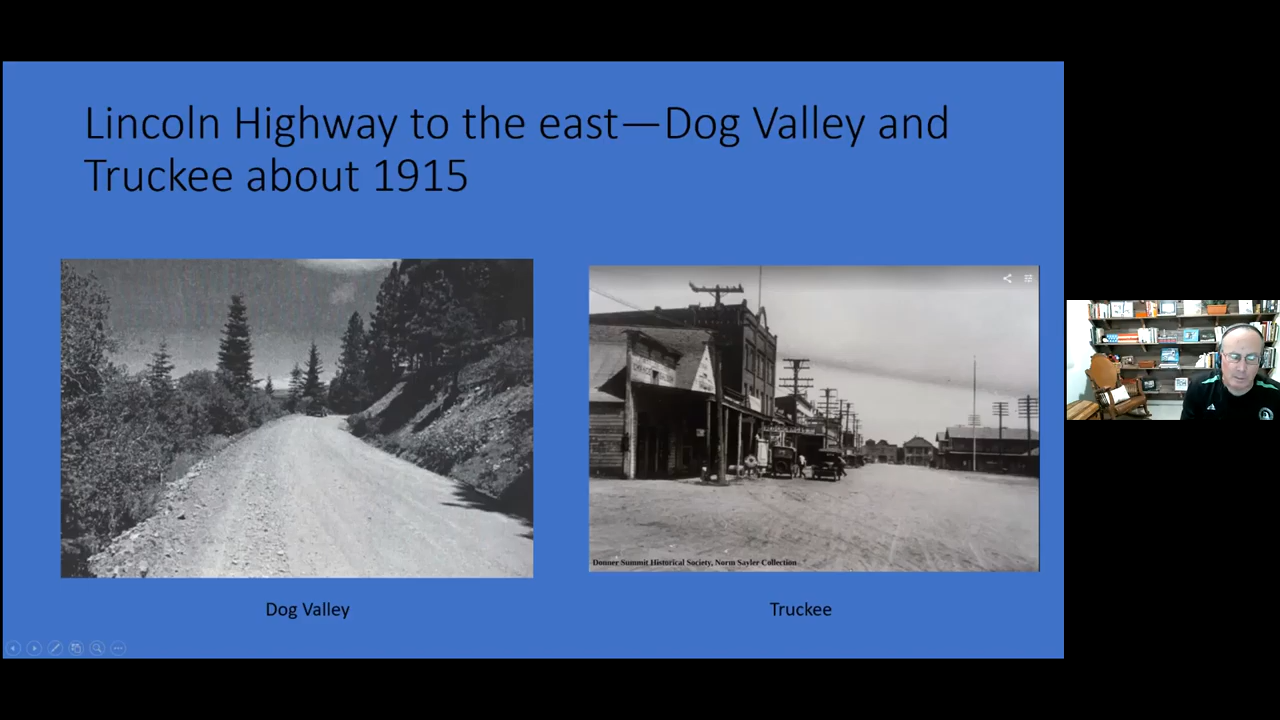 Lincoln Highway to the east—Dog Valley and
Truckee about 1915
Donner Summit Historical Society, Norm Sayler Collection
Dog Valley
Truckee